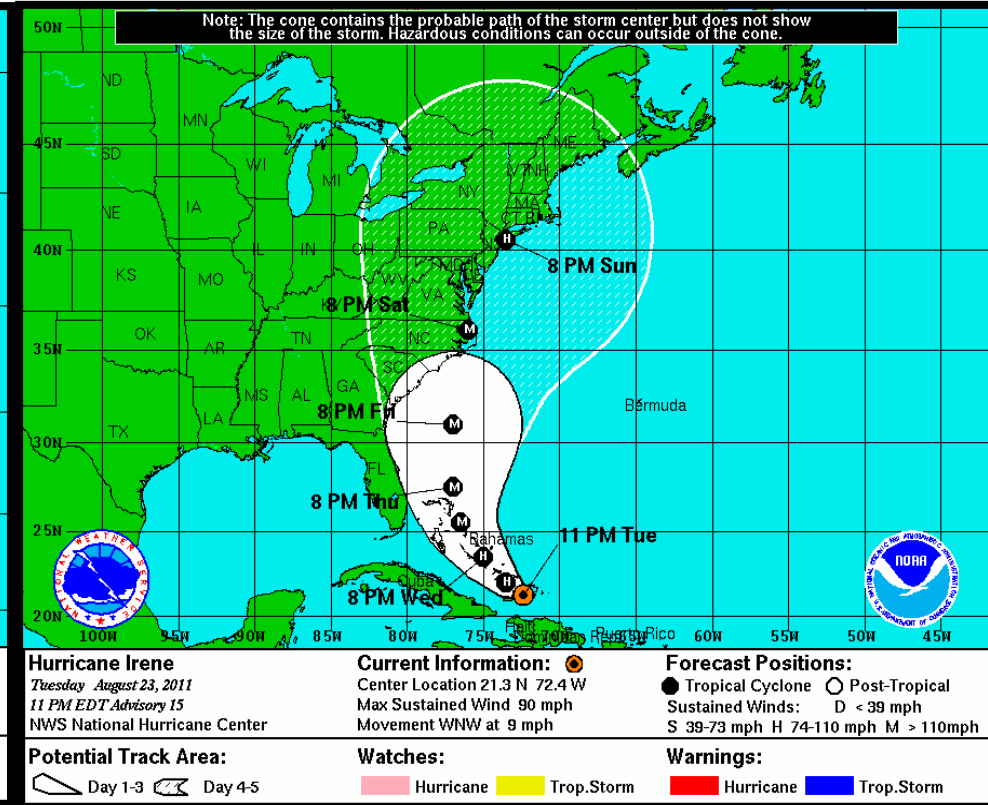 Note: The cone contains the probable path of the storm center but does not show
the size of the storm. Hazardous conditions can occur outside of the cone.
50N
ND
MN
45N
ME
SD
WI
VT
NH
MI
NY
MA
NE
IA
CT
RI
PA
H
40N
IL
IN
OH
8 PM Sun
MD
KS
MO
WV
VA
8 PM Sat
M
OK
TN
NC
35N
AR
SC
MS
AL
GA
8 PM Fri
Bermuda
LA
M
TX
30N
FL
M
8 PM Thu
M
25N
Bahamas
11 PM Tue
NATIONAL WEATHER SERVICE
NOAA
H
H
Cuba
8 PM Wed
20N
Haiti
Puerto Rico
100W
95W
90W
85W
80W
75W
70W
65W
60W
55W
50W
45W
Hurricane Irene
Tuesday August 23, 2011
11 PM EDT Advisory 15
NWS National Hurricane Center
Current Information:
Center Location 21.3 N 72.4 W
Max Sustained Wind 90 mph
Movement WNW at 9 mph
Forecast Positions:
Tropical Cyclone Post-Tropical
Sustained Winds: D < 39 mph
S 39-73 mph H 74-110 mph M > 110mph
Potential Track Area:
Day 1-3 Day 4-5
Watches:
Hurricane Trop.Storm
Warnings:
Hurricane Trop.Storm